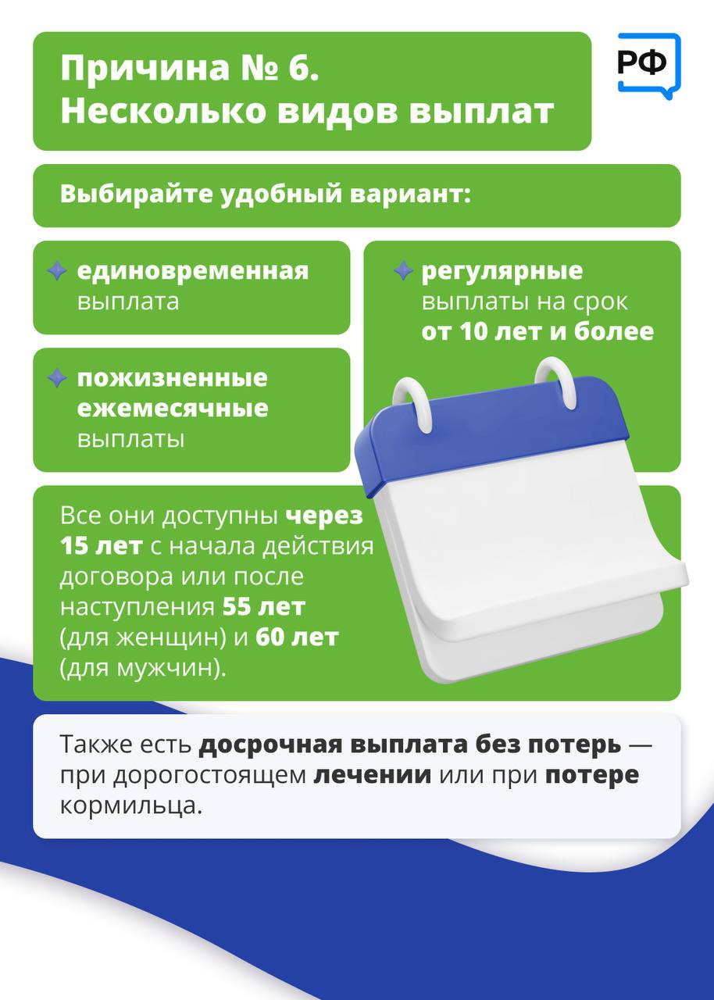 Причина № 6.
Несколько видов выплат
РФ
Выбирайте удобный вариант:
единовременная
выплата
пожизненные
ежемесячные
выплаты
регулярные
выплаты на срок
от 10 лет и более
Все они доступны через
15 лет с начала действия
договора или после
наступления 55 лет
(для женщин) и 60 лет
(для мужчин).
Также есть досрочная выплата без потерь —
при дорогостоящем лечении или при потере
кормильца.